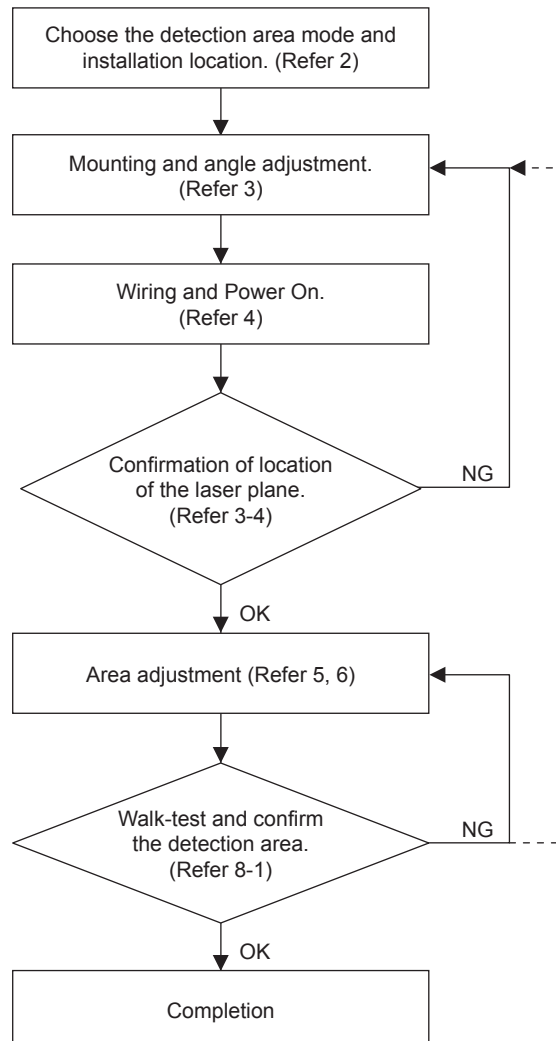 Choose the detection area mode and
installation location. (Refer 2)
Mounting and angle adjustment.
(Refer 3)
Wiring and Power On.
(Refer 4)
Confirmation of location
of the laser plane.
(Refer 3-4)
NG
OK
Area adjustment (Refer 5, 6)
Walk-test and confirm
the detection area.
(Refer 8-1)
NG
OK
Completion